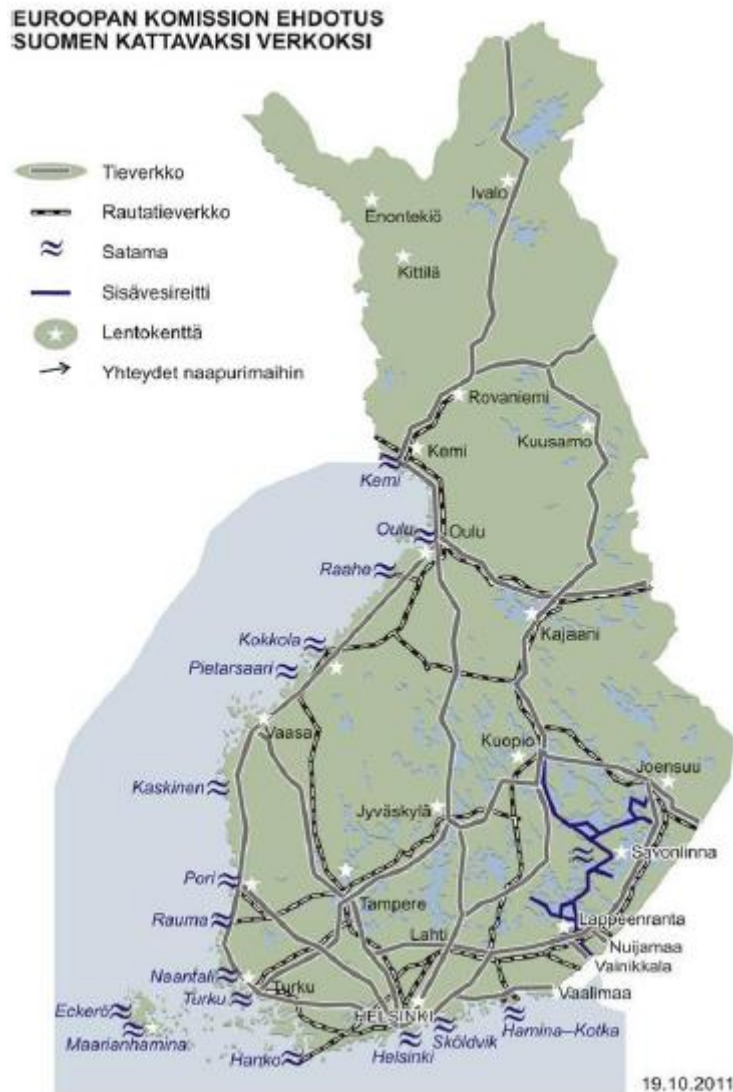 EUROOPAN KOMISSION EHDOTUS
SUOMEN KATTAVAKSI VERKOKSI
Tieverkko
Rautatieverkko
Satama
Sisävesireitti
Lentokenttä
Yhteydet naapurimaihin
Ivalo
Enontekiö
Kittilä
Rovaniemi
Kuusamo
Kemi
Kemi
Oulu
Oulu
Raahe
Kajaani
Kokkola
Pietarsaari
Vaasa
Kuopio
Joensuu
Kaskinen
Jyväskylä
Savonlinna
Pori
Tampere
Rauma
Lappeenranta
Lahti
Nuijamaa
Vainikkala
Naantali
Turku
Turku
Vaalimaa
Eckerö
HELSINKI
Hamina–Kotka
Maarianhamina
Sköldvik
Helsinki
Hanko
19.10.2011